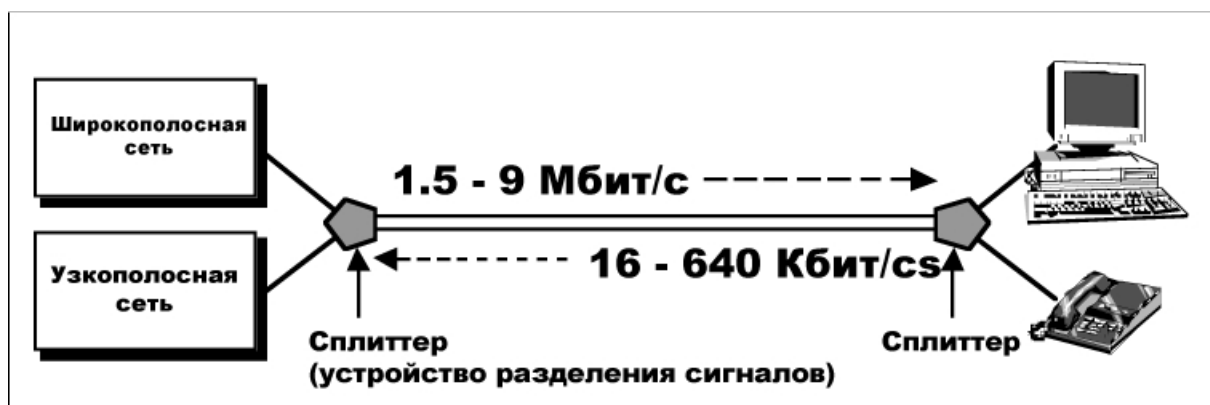 Широкополосная
сеть
1.5 - 9 Мбит/с
Узкополосная
сеть
16 - 640 Кбит/cs
Сплиттер
(устройство разделения сигналов)
Сплиттер